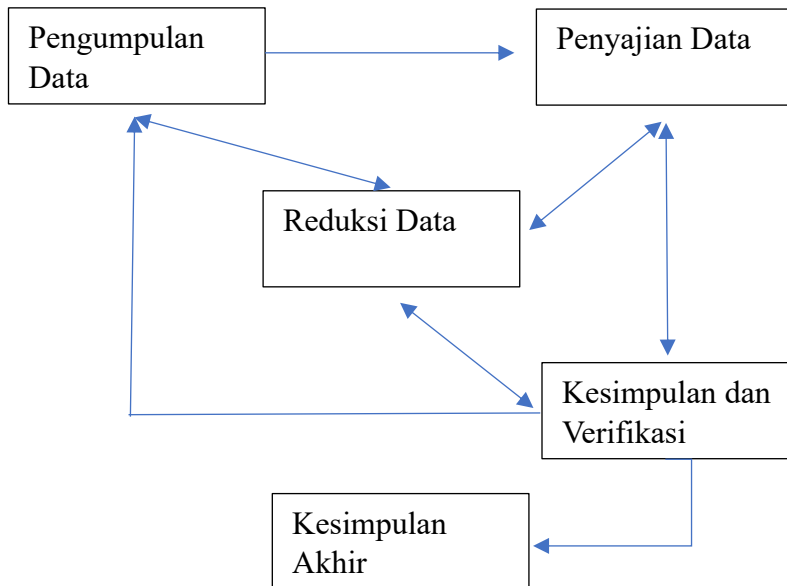 Pengumpulan
Data
Penyajian Data
Reduksi Data
Kesimpulan dan
Verifikasi
Kesimpulan
Akhir